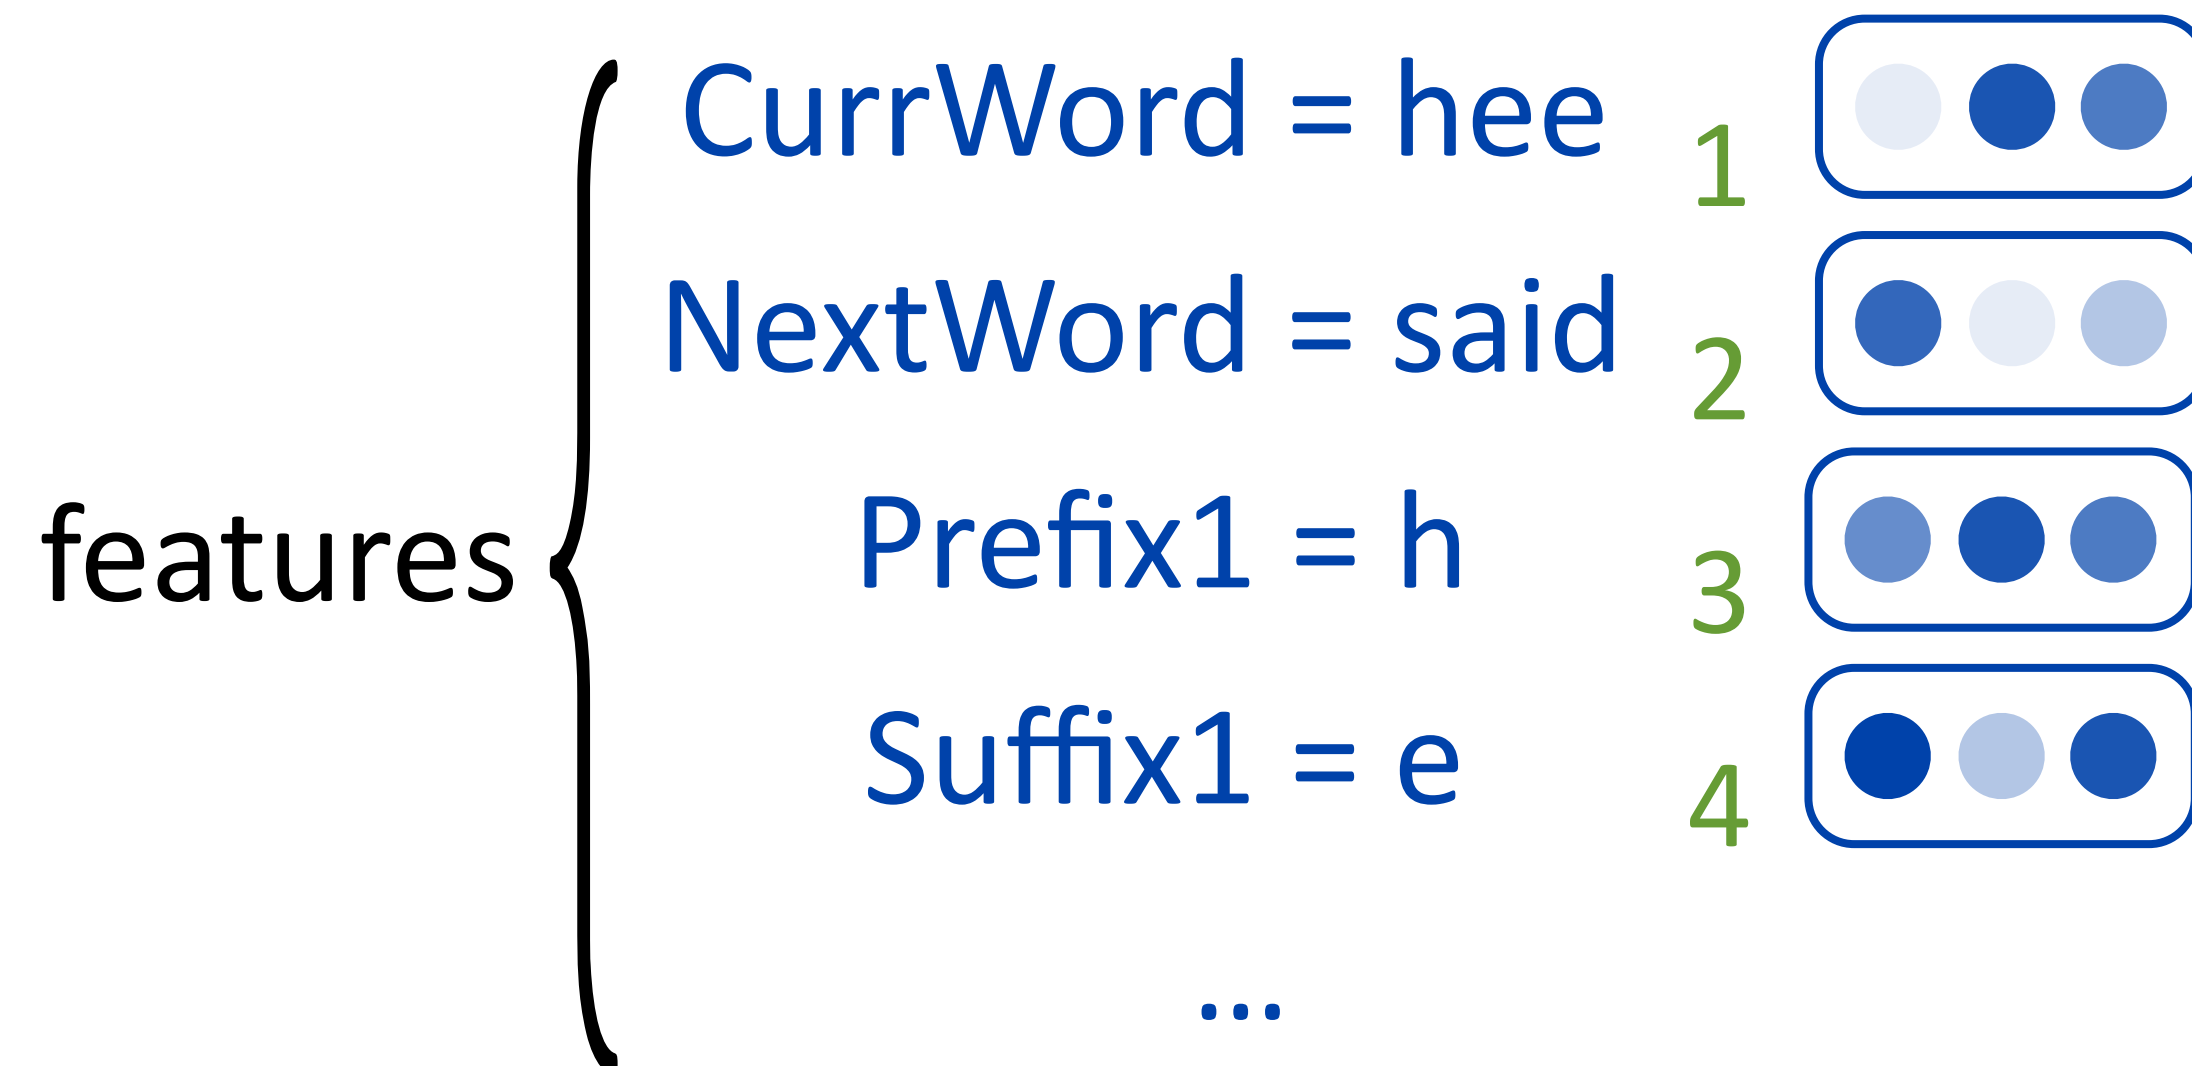 CurrWord = hee 1
NextWord = said 2
Prefix1 = h 3
features
Suffix1 = e 4
...